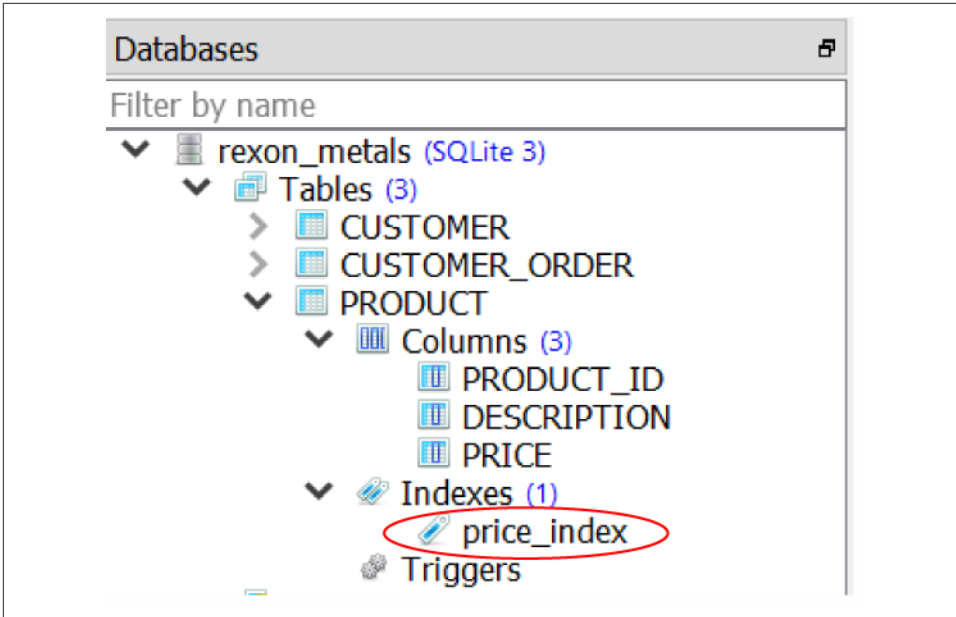 Databases
Filter by name
rexon_metals (SQLite 3)
Tables (3)
CUSTOMER
CUSTOMER_ORDER
PRODUCT
Columns (3)
PRODUCT_ID
DESCRIPTION
PRICE
Indexes (1)
price_index
Triggers